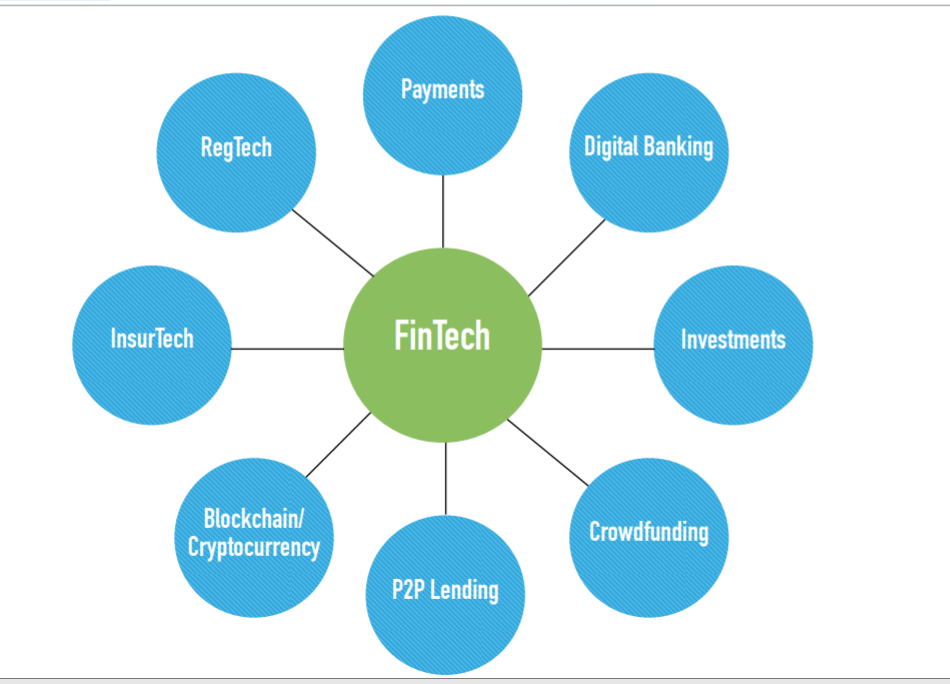 Payments
RegTech
Digital Banking
FinTech
InsurTech
Investments
Blockchain/
Cryptocurrency
Crowdfunding
P2P Lending